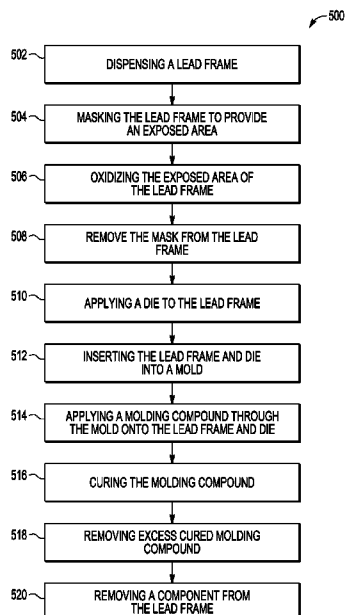 500
502
DISPENSING A LEAD FRAME
504
MASKING THE LEAD FRAME TO PROVIDE
AN EXPOSED AREA
506
OXIDIZING THE EXPOSED AREA OF
THE LEAD FRAME
508
REMOVE THE MASK FROM THE LEAD
FRAME
510
APPLYING A DIE TO THE LEAD FRAME
512
INSERTING THE LEAD FRAME AND DIE
INTO A MOLD
514
APPLYING A MOLDING COMPOUND THROUGH
THE MOLD ONTO THE LEAD FRAME AND DIE
516
CURING THE MOLDING COMPOUND
518
REMOVING EXCESS CURED MOLDING
COMPOUND
520
REMOVING A COMPONENT FROM
THE LEAD FRAME